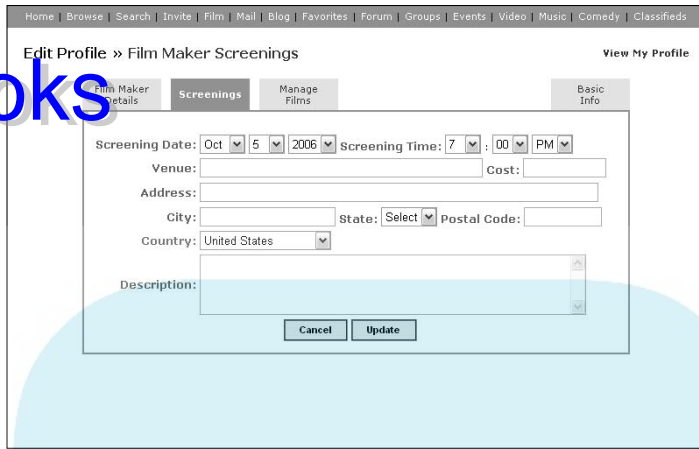 Home | Browse | Search | Invite | Film | Mail | Blog | Favorites | Forum | Groups | Events | Video | Music | Comedy | Classifieds
Edit Profile » Film Maker Screenings
View My Profile
oks
Film Maker Details
Screenings
Manage Films
Basic Info
Screening Date: Oct 5 2006 Screening Time: 7 : 00 PM
Venue: Cost:
Address:
City: State: Select Postal Code:
Country: United States
Description:
Cancel Update